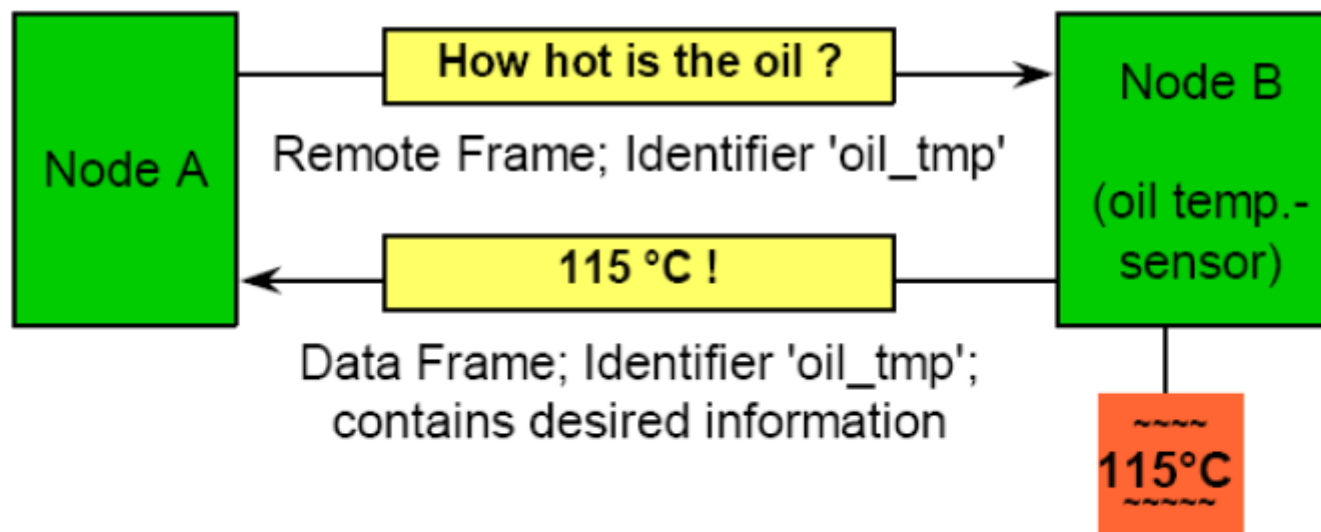 Node A
How hot is the oil ?
Remote Frame; Identifier 'oil_tmp'
115 °C !
Data Frame; Identifier 'oil_tmp';
contains desired information
Node B
(oil temp.-
sensor)
~~~~
115°C
~~~~~